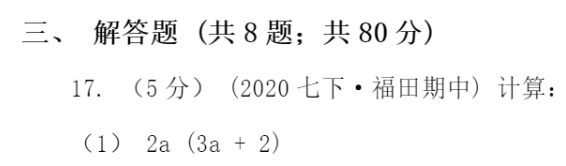 三、 解答题 (共 8 题；共 80 分)
17. （5 分） (2020 七下·福田期中) 计算：
（1） 2a (3a + 2)